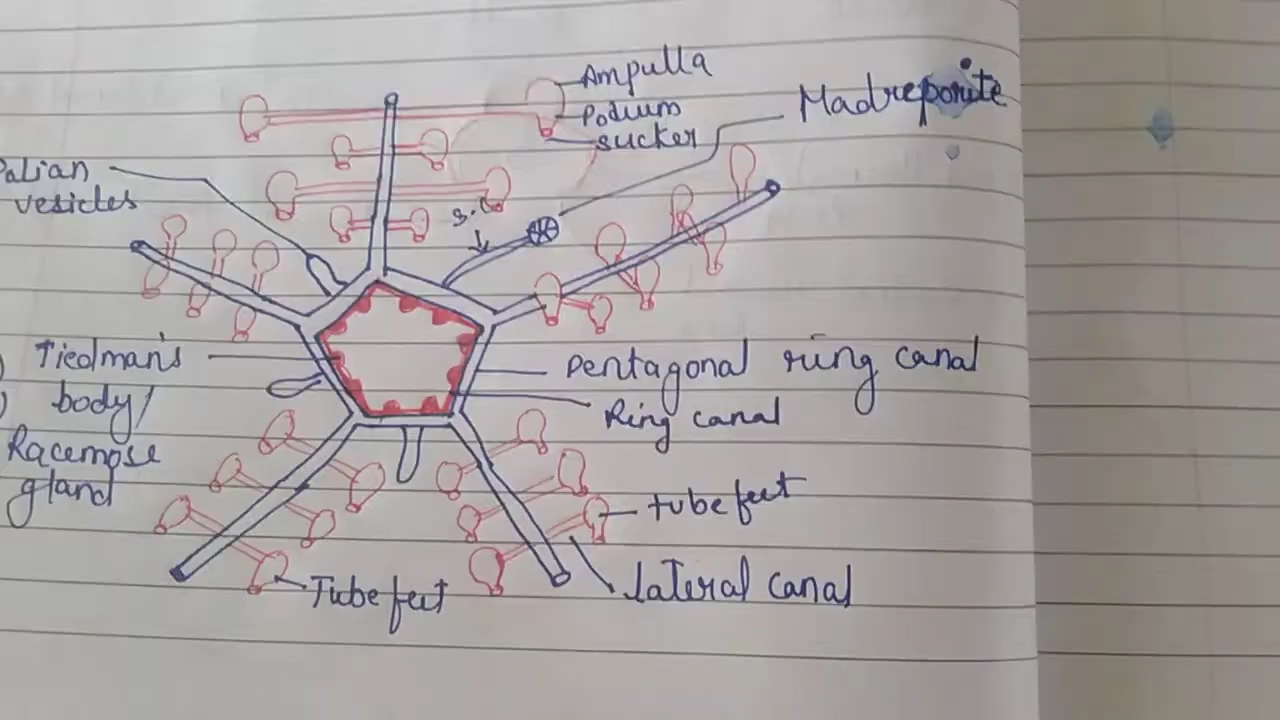 Ampulla
Podium
sucker
Madreporite
Palian
vesicles
s.c
Tiedman's
body/
Racemose
gland
Pentagonal ring canal
Ring canal
tube feet
Tube feet
lateral canal